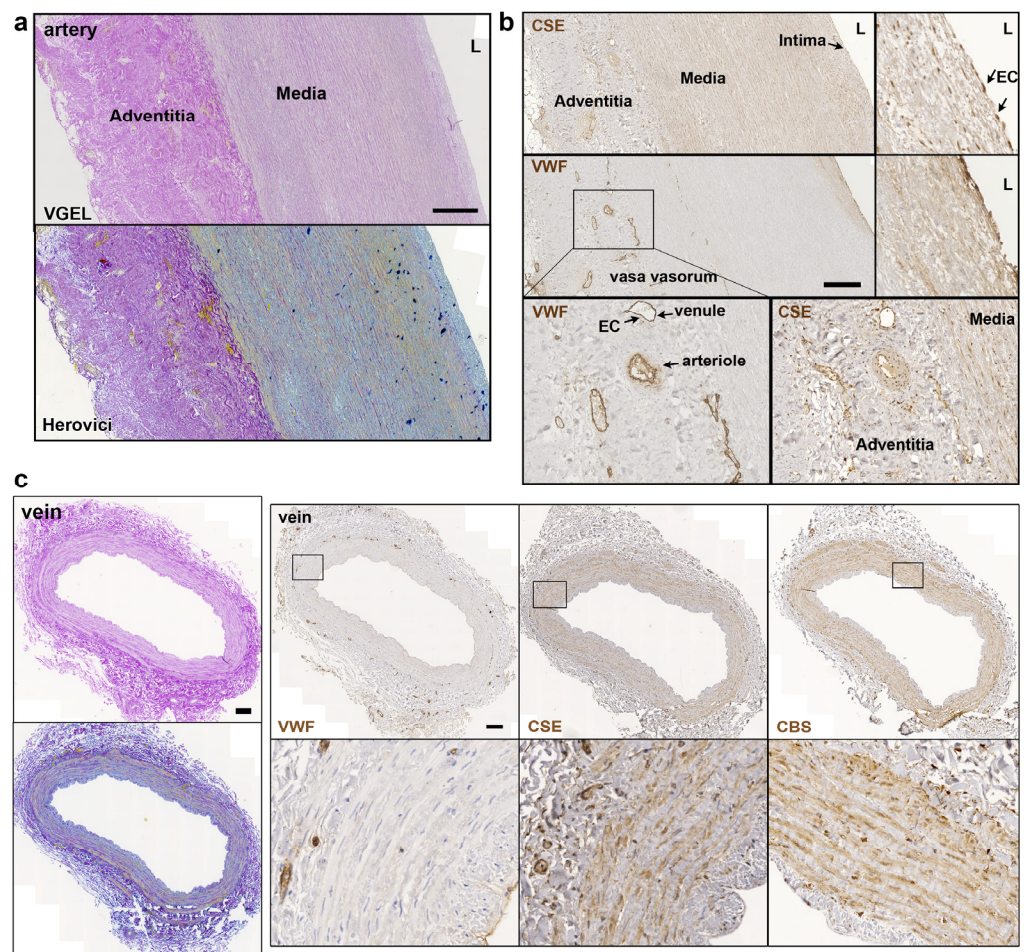 a
artery
L
Media
Adventitia
VGEL
Herovici
b
CSE
L
Intima
Media
Adventitia
L
EC
VWF
L
vasa vasorum
VWF
venule
EC
arteriole
CSE
Media
Adventitia
c
vein
vein
VWF
CSE
CBS